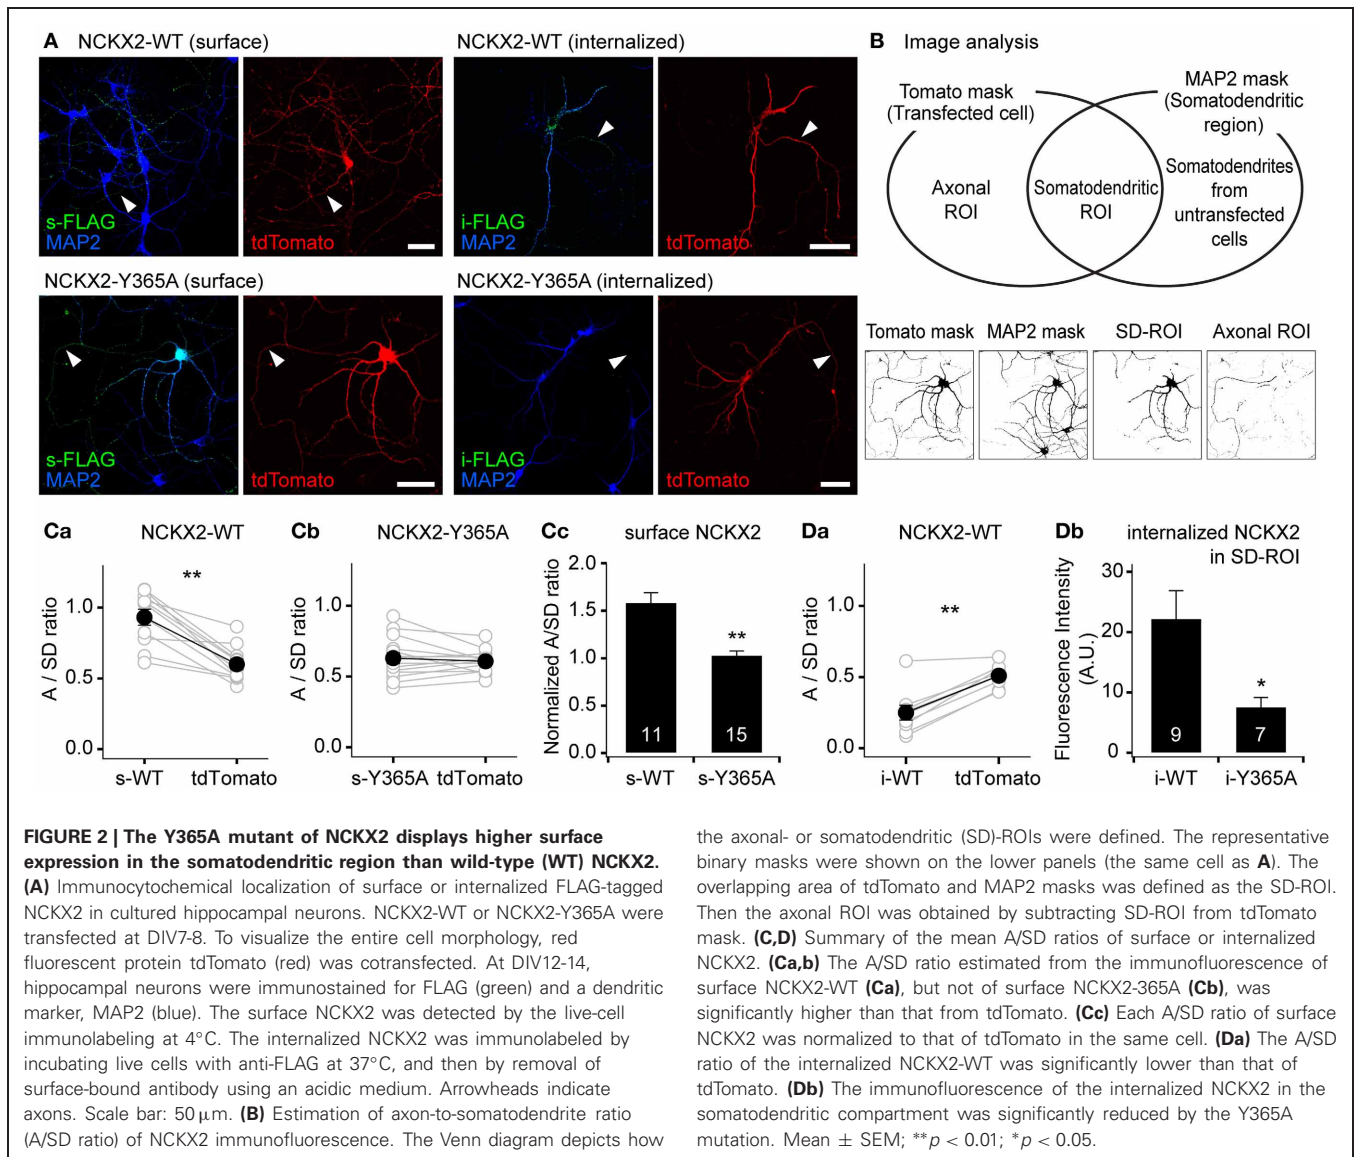 A NCKX2-WT (surface)
NCKX2-WT (internalized)
s-FLAG
MAP2
tdTomato
i-FLAG
MAP2
tdTomato
NCKX2-Y365A (surface)
NCKX2-Y365A (internalized)
s-FLAG
MAP2
tdTomato
i-FLAG
MAP2
tdTomato
B Image analysis
Tomato mask
(Transfected cell)
MAP2 mask
(Somatodendritic
region)
Axonal
ROI
Somatodendritic
ROI
Somatodendrites
from
untransfected
cells
Tomato mask MAP2 mask SD-ROI Axonal ROI
Ca NCKX2-WT
**
A / SD ratio
1.0
0.5
0.0
s-WT tdTomato
Cb NCKX2-Y365A
A / SD ratio
1.0
0.5
0.0
s-Y365A tdTomato
Cc surface NCKX2
Normalized A/SD ratio
2.0
1.5
1.0
0.5
0.0
**
11 15
s-WT s-Y365A
Da NCKX2-WT
**
A / SD ratio
1.0
0.5
0.0
i-WT tdTomato
Db internalized NCKX2
in SD-ROI
Fluorescence Intensity
(A.U.)
30
20
10
0
*
9 7
i-WT i-Y365A
FIGURE 2 | The Y365A mutant of NCKX2 displays higher surface
expression in the somatodendritic region than wild-type (WT) NCKX2.
(A) Immunocytochemical localization of surface or internalized FLAG-tagged
NCKX2 in cultured hippocampal neurons. NCKX2-WT or NCKX2-Y365A were
transfected at DIV7-8. To visualize the entire cell morphology, red
fluorescent protein tdTomato (red) was cotransfected. At DIV12-14,
hippocampal neurons were immunostained for FLAG (green) and a dendritic
marker, MAP2 (blue). The surface NCKX2 was detected by the live-cell
immunolabeling at 4°C. The internalized NCKX2 was immunolabeled by
incubating live cells with anti-FLAG at 37°C, and then by removal of
surface-bound antibody using an acidic medium. Arrowheads indicate
axons. Scale bar: 50 μm. (B) Estimation of axon-to-somatodendrite ratio
(A/SD ratio) of NCKX2 immunofluorescence. The Venn diagram depicts how
the axonal- or somatodendritic (SD)-ROIs were defined. The representative
binary masks were shown on the lower panels (the same cell as A). The
overlapping area of tdTomato and MAP2 masks was defined as the SD-ROI.
Then the axonal ROI was obtained by subtracting SD-ROI from tdTomato
mask. (C,D) Summary of the mean A/SD ratios of surface or internalized
NCKX2. (Ca,b) The A/SD ratio estimated from the immunofluorescence of
surface NCKX2-WT (Ca), but not of surface NCKX2-365A (Cb), was
significantly higher than that from tdTomato. (Cc) Each A/SD ratio of surface
NCKX2 was normalized to that of tdTomato in the same cell. (Da) The A/SD
ratio of the internalized NCKX2-WT was significantly lower than that of
tdTomato. (Db) The immunofluorescence of the internalized NCKX2 in the
somatodendritic compartment was significantly reduced by the Y365A
mutation. Mean ± SEM; **p < 0.01; *p < 0.05.